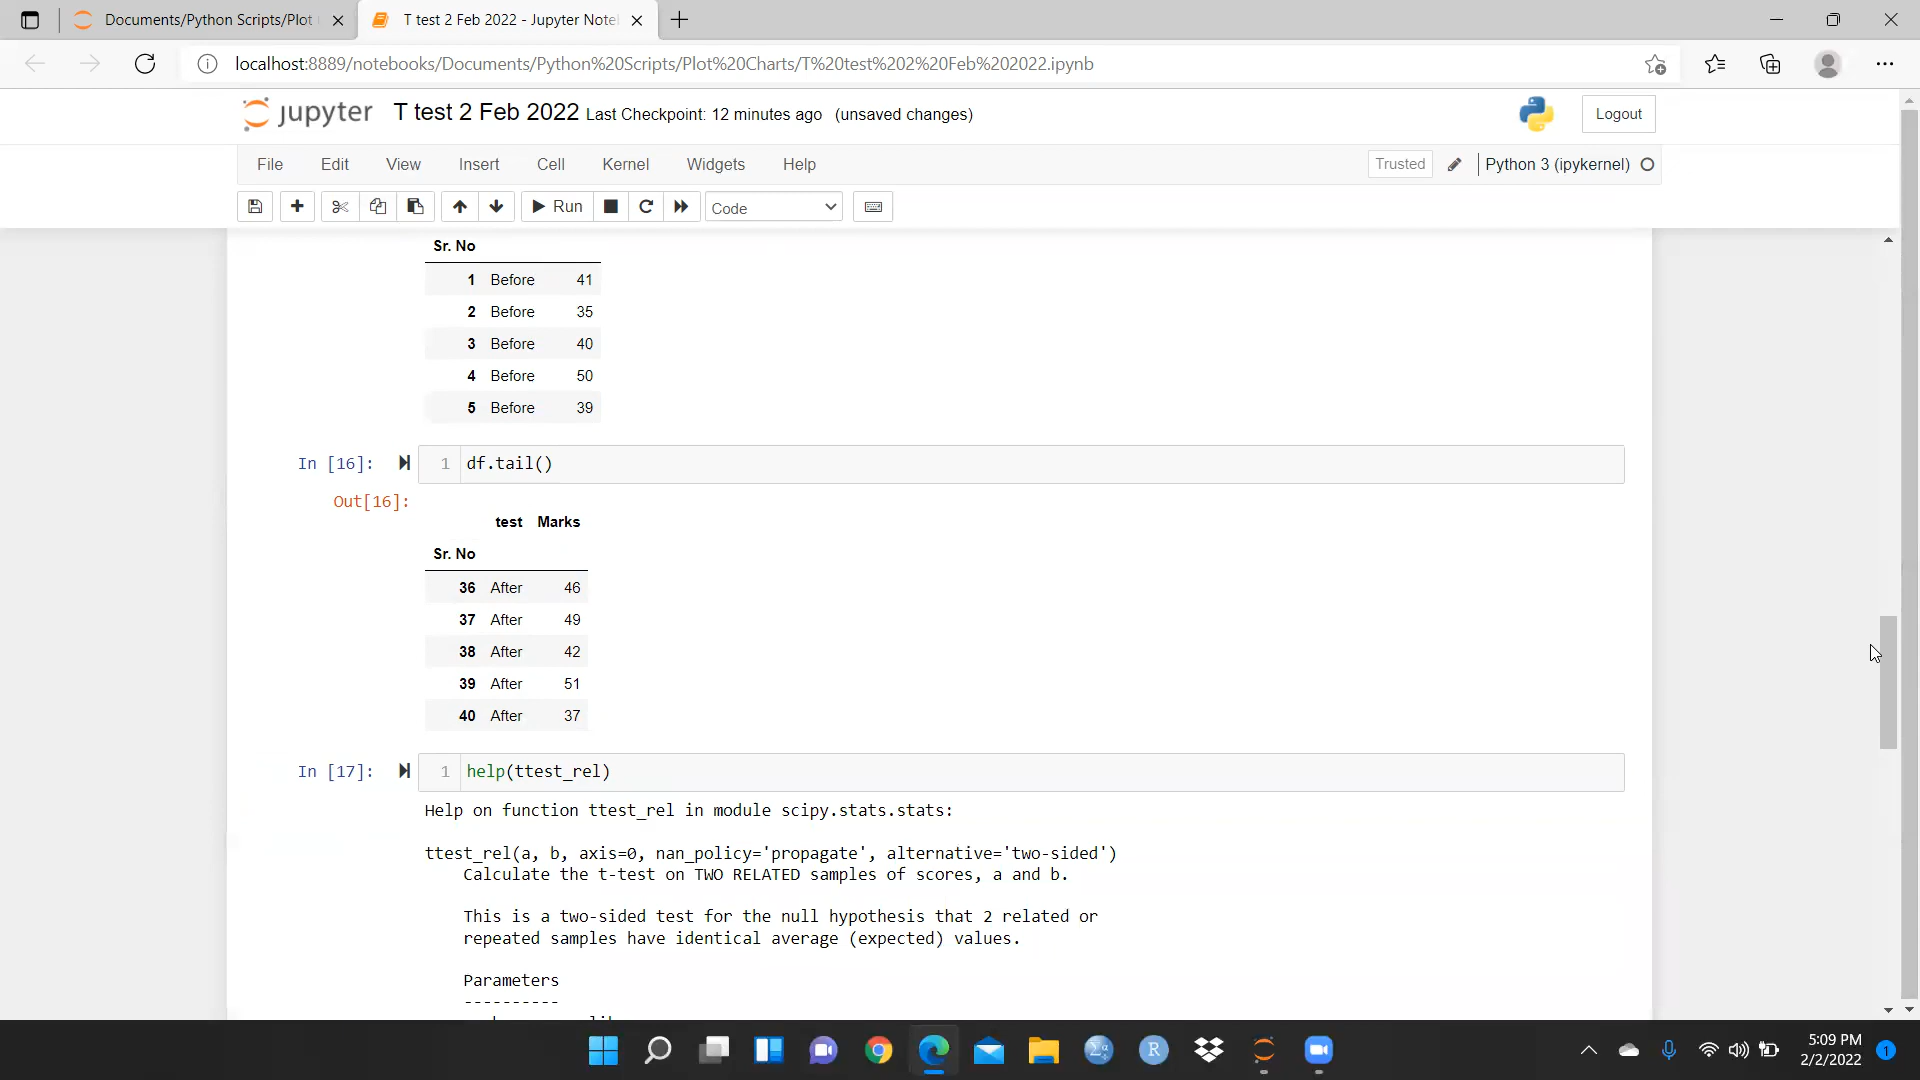 Documents/Python Scripts/Plot
T test 2 Feb 2022 - Jupyter Note
localhost:8889/notebooks/Documents/Python%20Scripts/Plot%20Charts/T%20test%202%20Feb%202022.ipynb
jupyter T test 2 Feb 2022 Last Checkpoint: 12 minutes ago (unsaved changes)
Logout
File Edit View Insert Cell Kernel Widgets Help
Trusted Python 3 (ipykernel)
Run Code
Sr. No
1 Before 41
2 Before 35
3 Before 40
4 Before 50
5 Before 39
In [16]: 1 df.tail()
Out[16]:
test Marks
Sr. No
36 After 46
37 After 49
38 After 42
39 After 51
40 After 37
In [17]: 1 help(ttest_rel)
Help on function ttest_rel in module scipy.stats.stats:
ttest_rel(a, b, axis=0, nan_policy='propagate', alternative='two-sided')
Calculate the t-test on TWO RELATED samples of scores, a and b.
This is a two-sided test for the null hypothesis that 2 related or
repeated samples have identical average (expected) values.
Parameters
----------
5:09 PM
2/2/2022
1